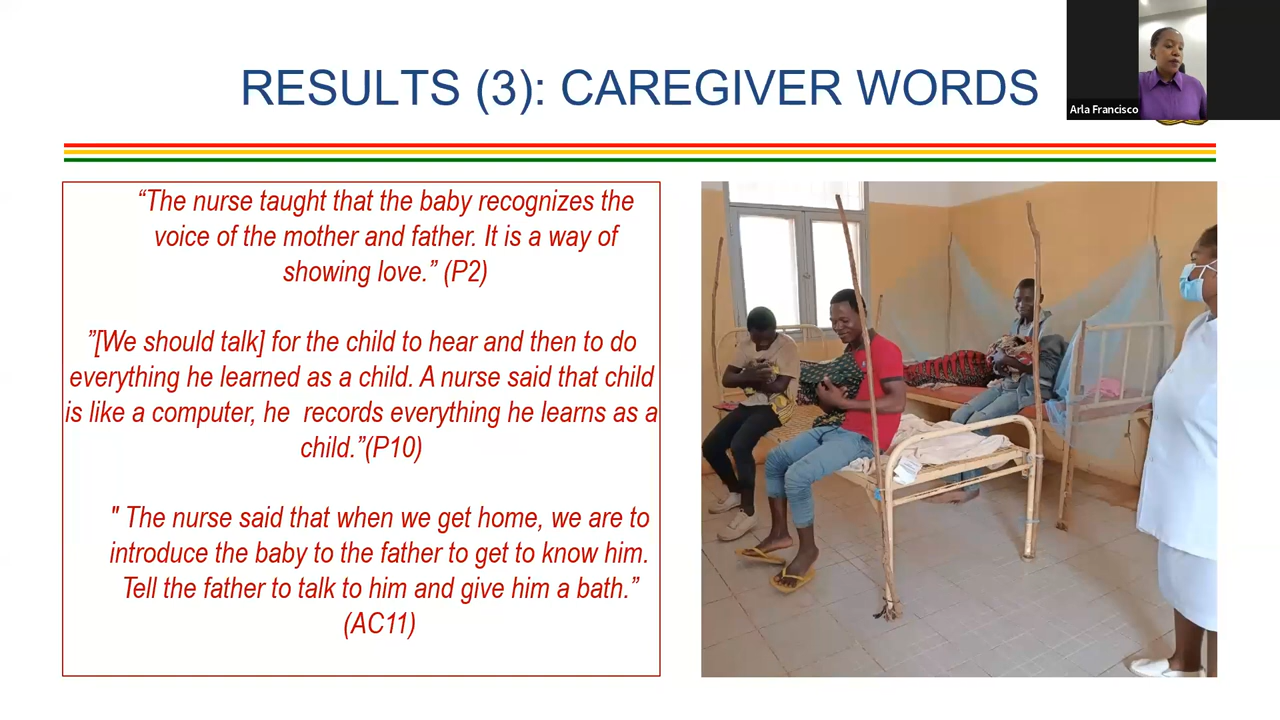 RESULTS (3): CAREGIVER WORDS
Arla Francisco
“The nurse taught that the baby recognizes the
voice of the mother and father. It is a way of
showing love.” (P2)
”[We should talk] for the child to hear and then to do
everything he learned as a child. A nurse said that child
is like a computer, he  records everything he learns as a
child.”(P10)
" The nurse said that when we get home, we are to
introduce the baby to the father to get to know him.
Tell the father to talk to him and give him a bath.”
(AC11)